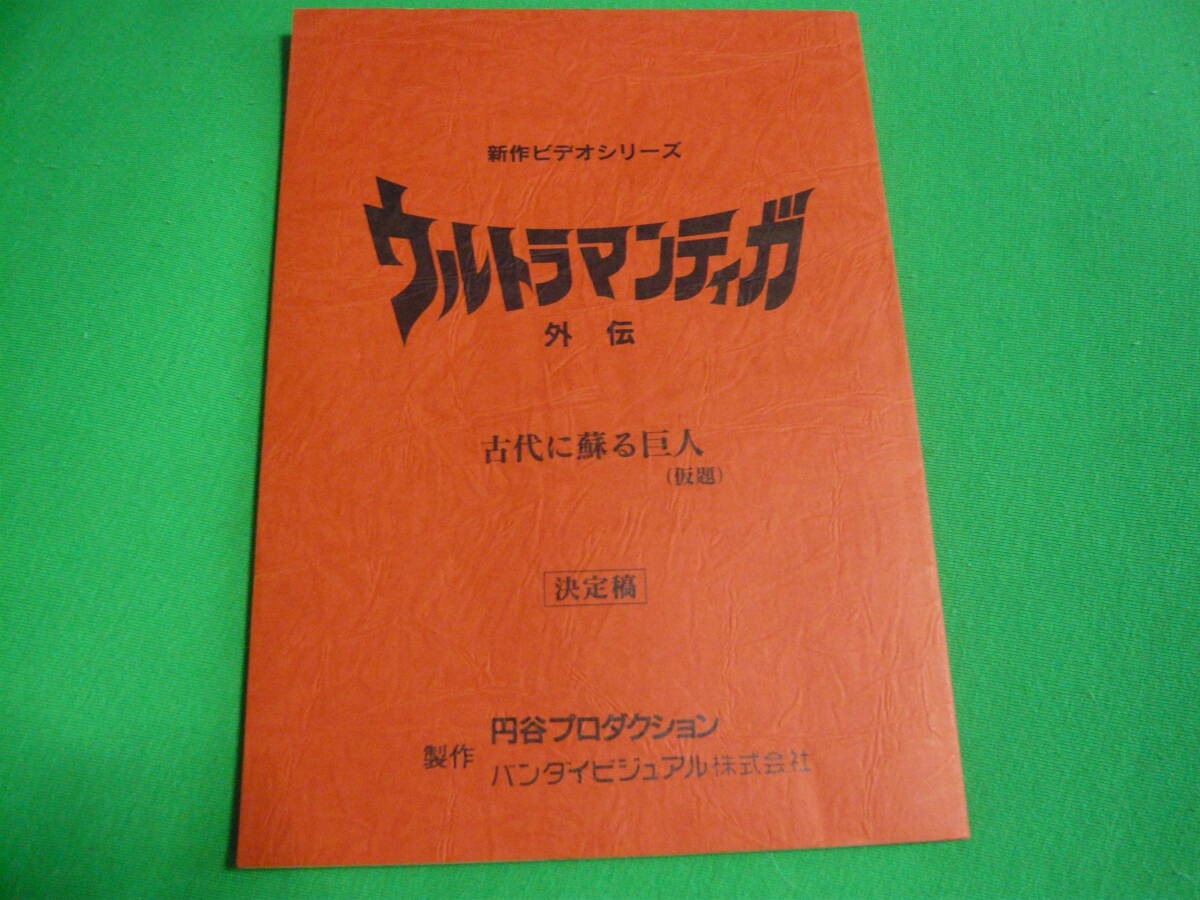 新作ビデオシリーズ
ウルトラマンティガ
外伝
古代に蘇る巨人
(仮題)
決定稿
製作 円谷プロダクション
バンダイビジュアル株式会社